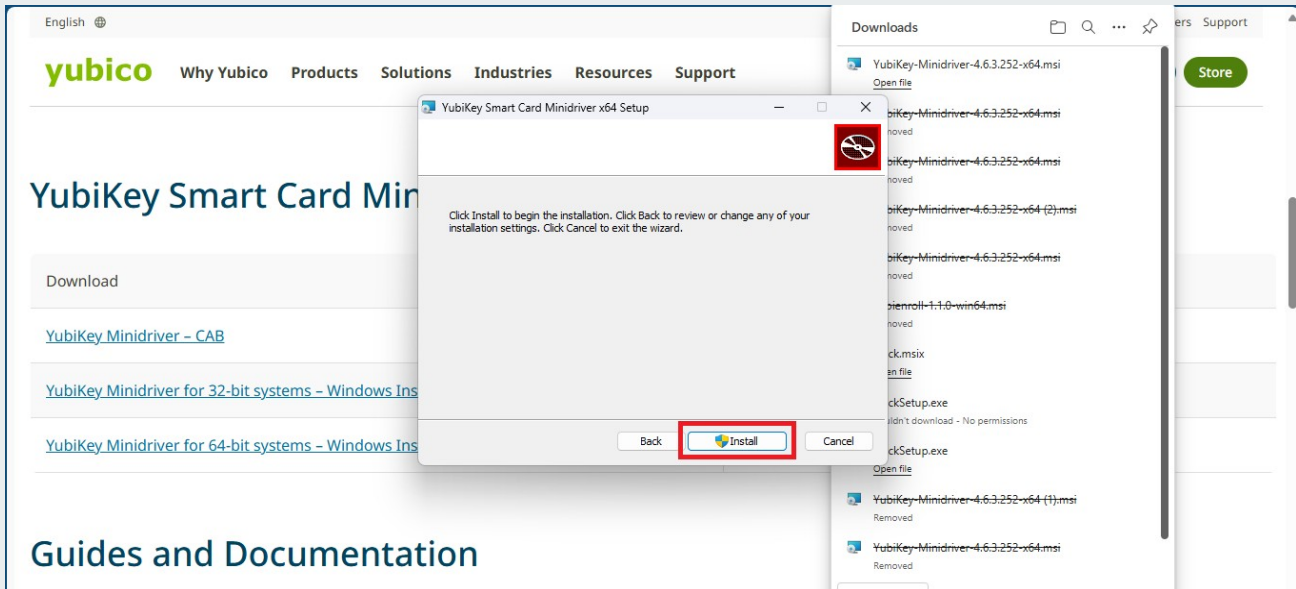 English
ers Support
yubico
Why Yubico Products Solutions Industries Resources Support
Store
YubiKey Smart Card Min
Download
YubiKey Minidriver – CAB
YubiKey Minidriver for 32-bit systems – Windows Ins
YubiKey Minidriver for 64-bit systems – Windows Ins
Guides and Documentation
YubiKey Smart Card Minidriver x64 Setup
Click Install to begin the installation. Click Back to review or change any of your
installation settings. Click Cancel to exit the wizard.
Back
Install
Cancel
Downloads
YubiKey-Minidriver-4.6.3.252-x64.msi
Open file
biKey-Minidriver-4.6.3.252-x64.msi
moved
biKey-Minidriver-4.6.3.252-x64.msi
moved
biKey-Minidriver-4.6.3.252-x64 (2).msi
moved
biKey-Minidriver-4.6.3.252-x64.msi
moved
bienroll-1.1.0-win64.msi
moved
ck.msix
en file
ckSetup.exe
uldn't download - No permissions
ckSetup.exe
Open file
YubiKey-Minidriver-4.6.3.252-x64 (1).msi
Removed
YubiKey-Minidriver-4.6.3.252-x64.msi
Removed